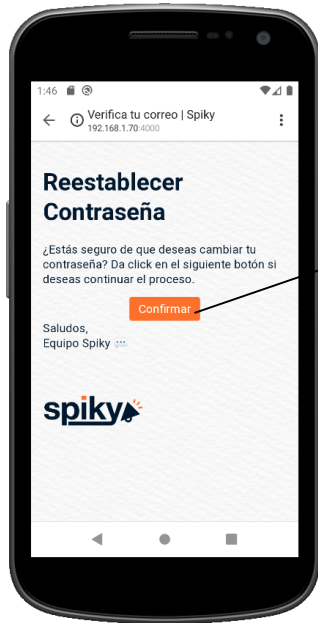 1:46
Verifica tu correo | Spiky
192.168.1.70:4000
Reestablecer
Contraseña
¿Estás seguro de que deseas cambiar tu
contraseña? Da click en el siguiente botón si
deseas continuar el proceso.
Confirmar
Saludos,
Equipo Spiky 💬
spiky